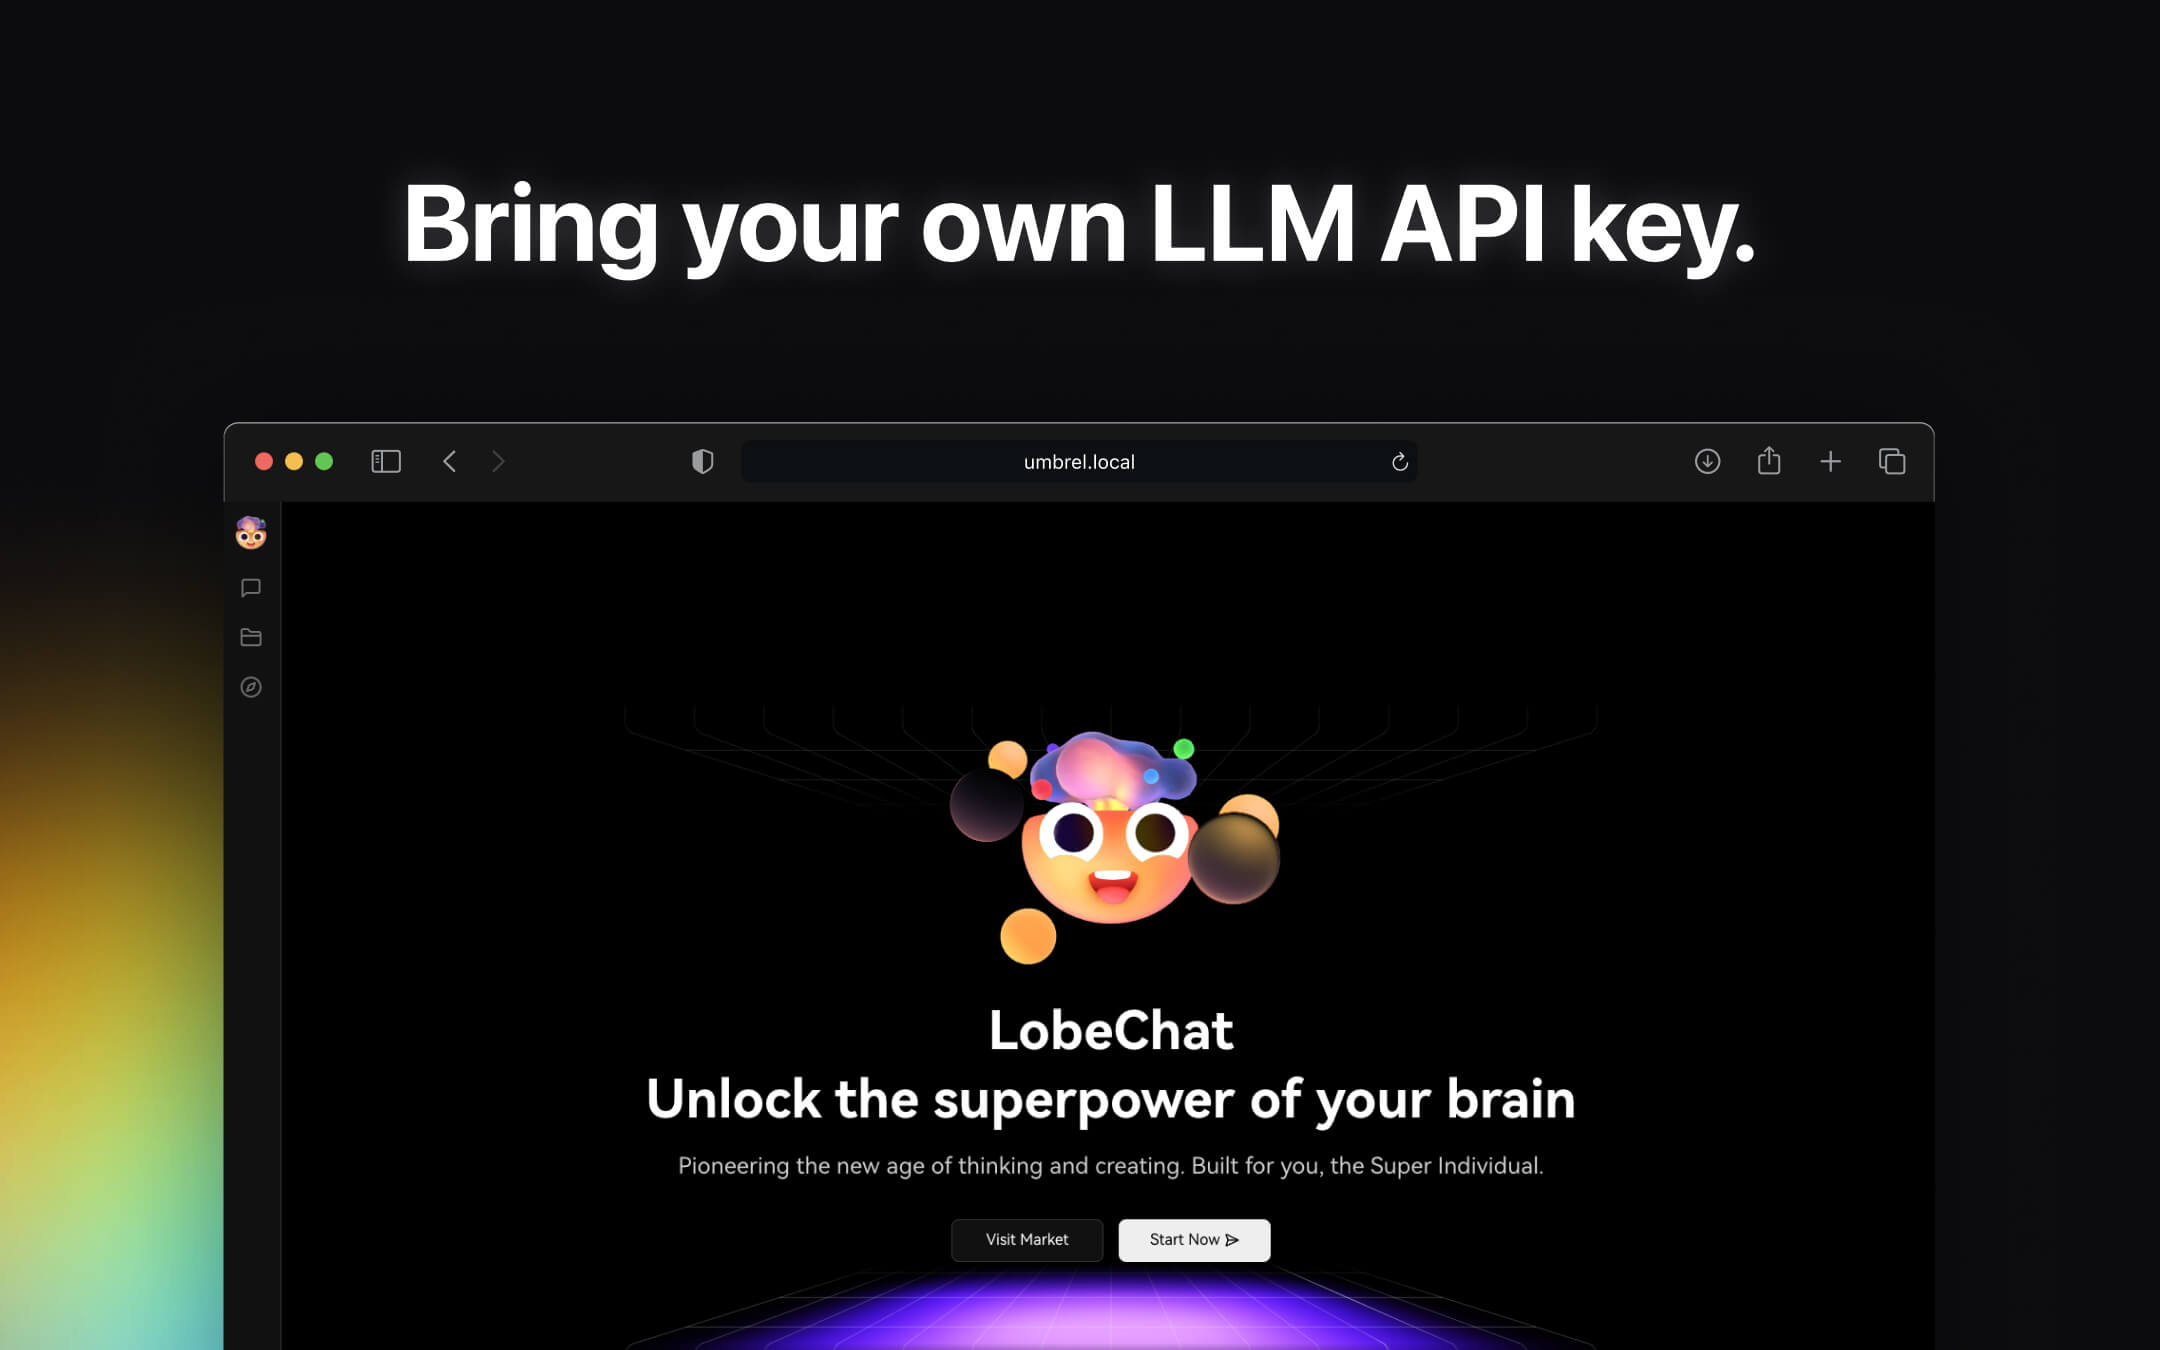 Bring your own LLM API key.
umbrel.local
LobeChat
Unlock the superpower of your brain
Pioneering the new age of thinking and creating. Built for you, the Super Individual.
Visit Market
Start Now